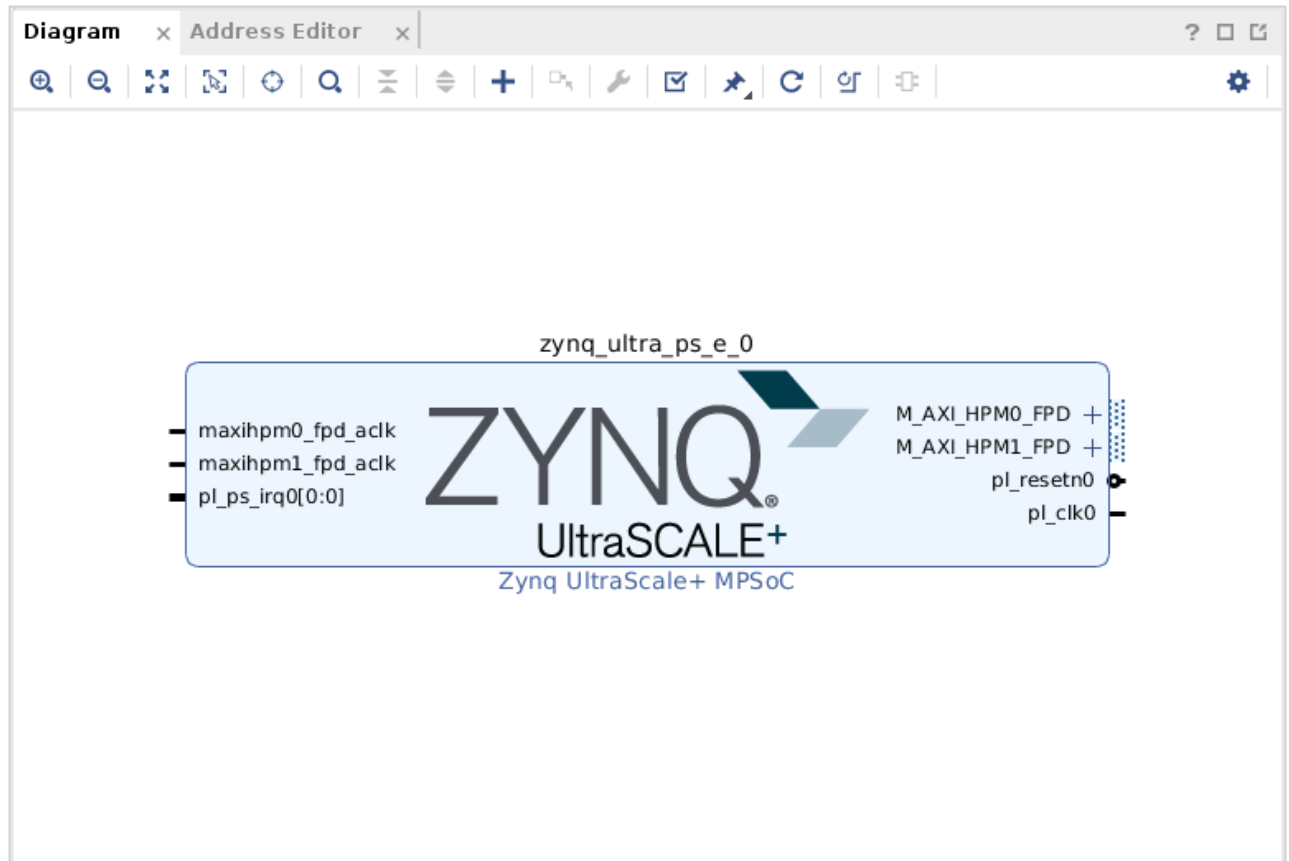 Diagram × Address Editor × ?
zynq_ultra_ps_e_0
maxihpm0_fpd_aclk
maxihpm1_fpd_aclk
pl_ps_irq0[0:0]
ZYNQ®
UltraSCALE+
M_AXI_HPM0_FPD +
M_AXI_HPM1_FPD +
pl_resetn0
pl_clk0
Zynq UltraScale+ MPSoC